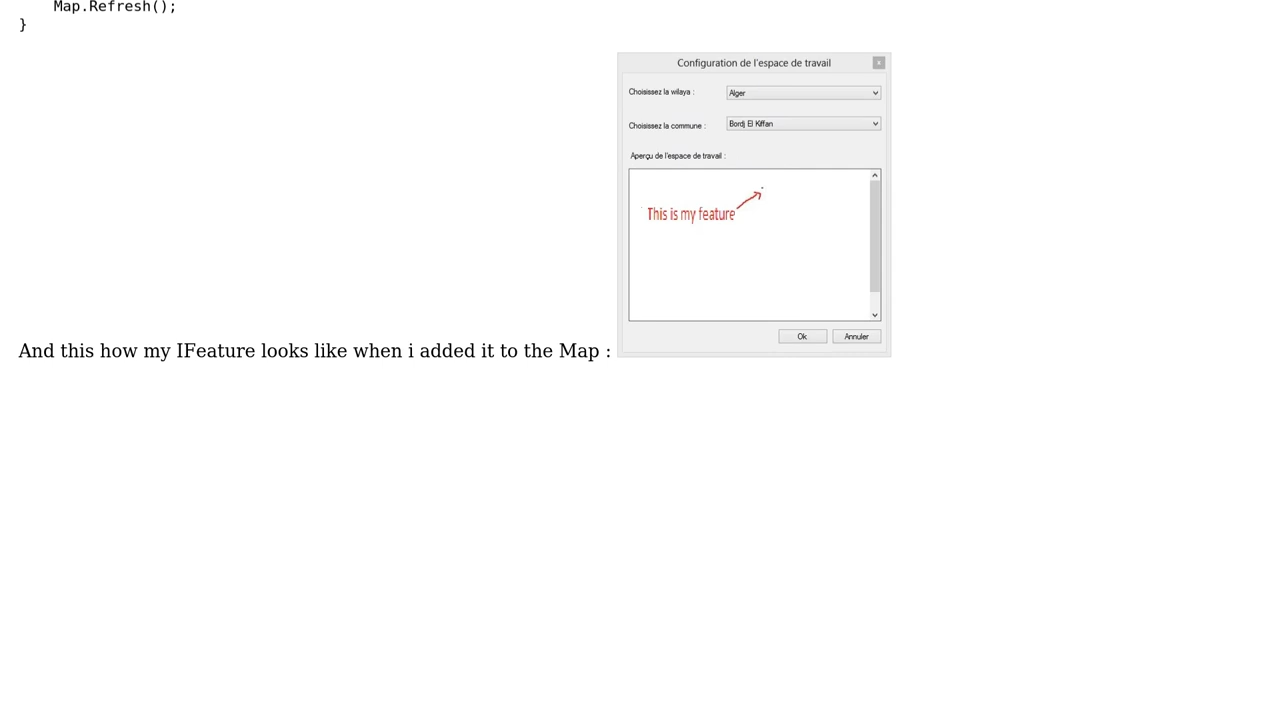 Map.Refresh();
}
Configuration de l'espace de travail
x
Choisissez la wilaya :
Alger
Choisissez la commune :
Bordj El Kiffan
Aperçu de l'espace de travail :
This is my feature
Ok
Annuler
And this how my IFeature looks like when i added it to the Map :